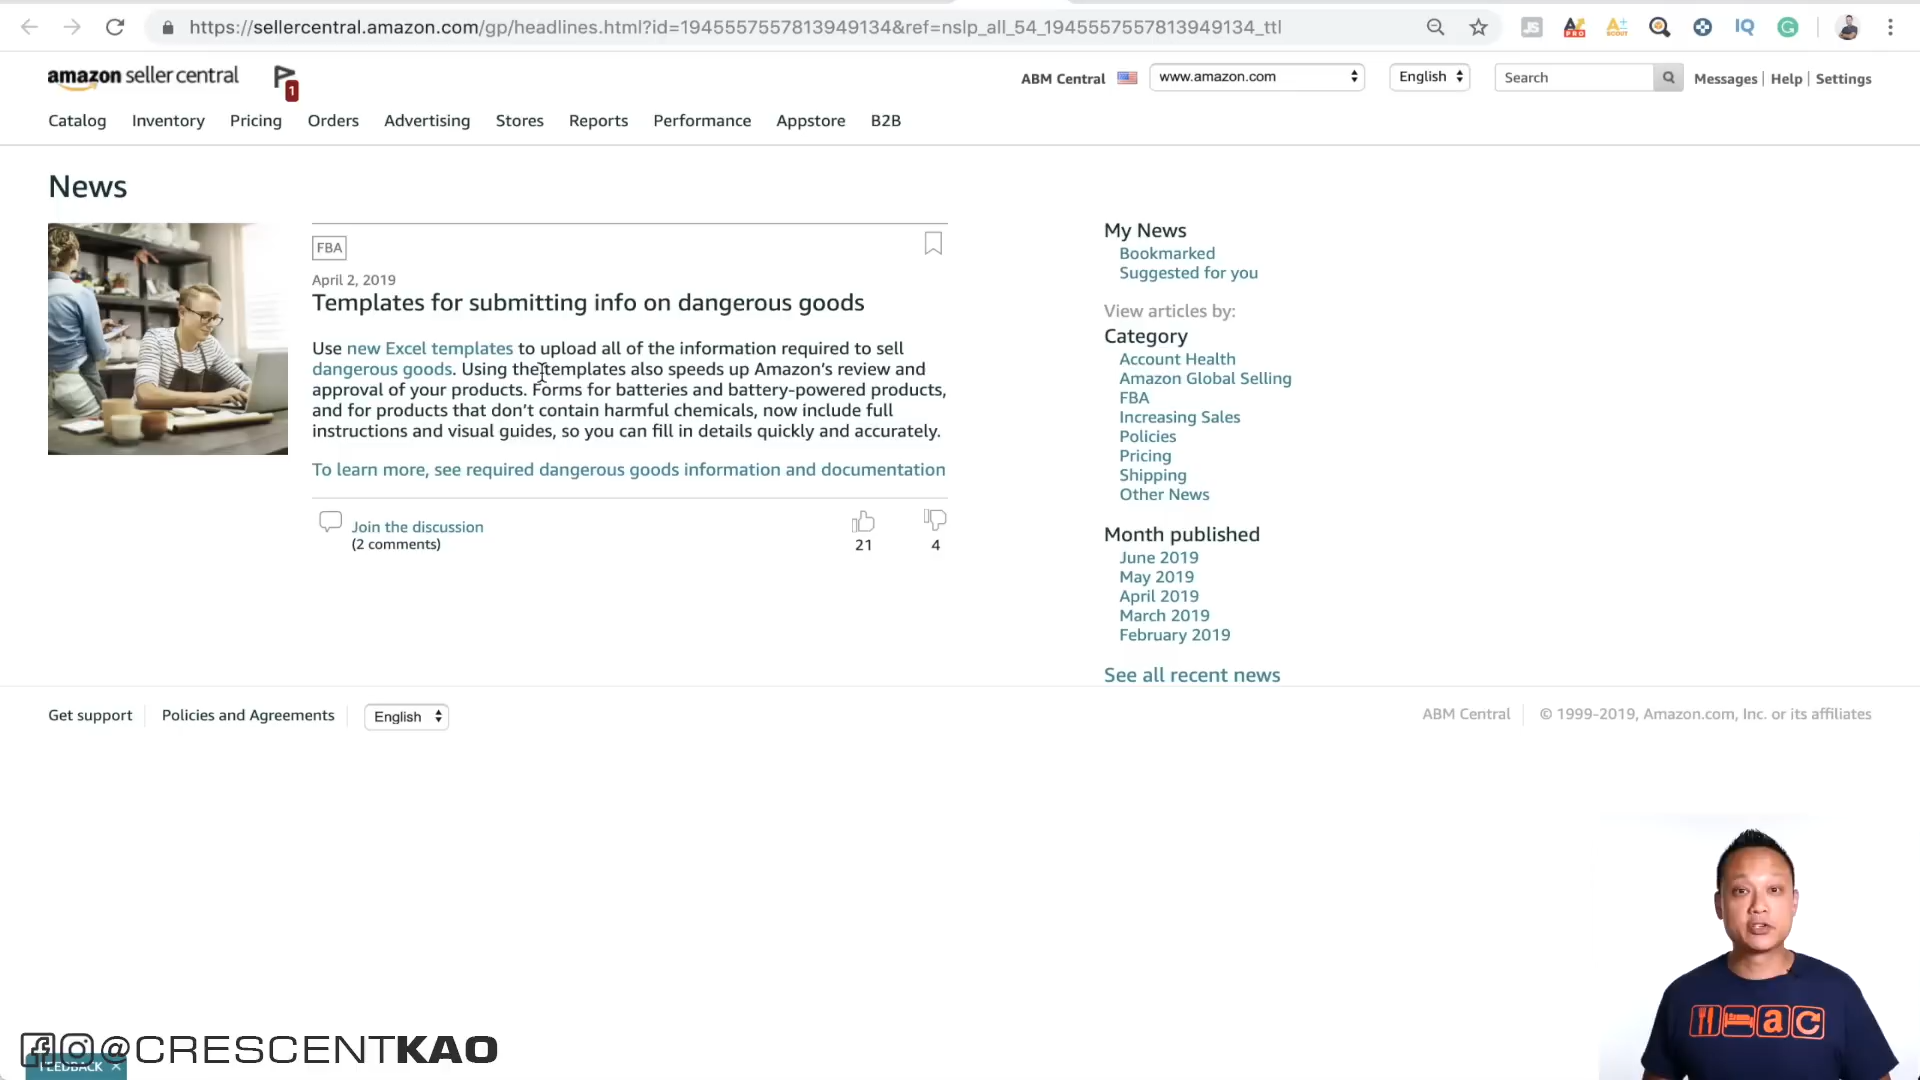 https://sellercentral.amazon.com/gp/headlines.html?id=1945557557813949134&ref=nslp_all_54_1945557557813949134_ttl
JS
PRO
SCOUT
IQ
G
amazon seller central
1
ABM Central
www.amazon.com
English
Search
Messages | Help | Settings
Catalog Inventory Pricing Orders Advertising Stores Reports Performance Appstore B2B
News
FBA
April 2, 2019
Templates for submitting info on dangerous goods
Use new Excel templates to upload all of the information required to sell
dangerous goods. Using the templates also speeds up Amazon’s review and
approval of your products. Forms for batteries and battery-powered products,
and for products that don’t contain harmful chemicals, now include full
instructions and visual guides, so you can fill in details quickly and accurately.
To learn more, see required dangerous goods information and documentation
Join the discussion
(2 comments)
21
4
My News
Bookmarked
Suggested for you
View articles by:
Category
Account Health
Amazon Global Selling
FBA
Increasing Sales
Policies
Pricing
Shipping
Other News
Month published
June 2019
May 2019
April 2019
March 2019
February 2019
See all recent news
Get support
Policies and Agreements
English
ABM Central
© 1999-2019, Amazon.com, Inc. or its affiliates
@CRESCENTKAO
FEEDBACK ×